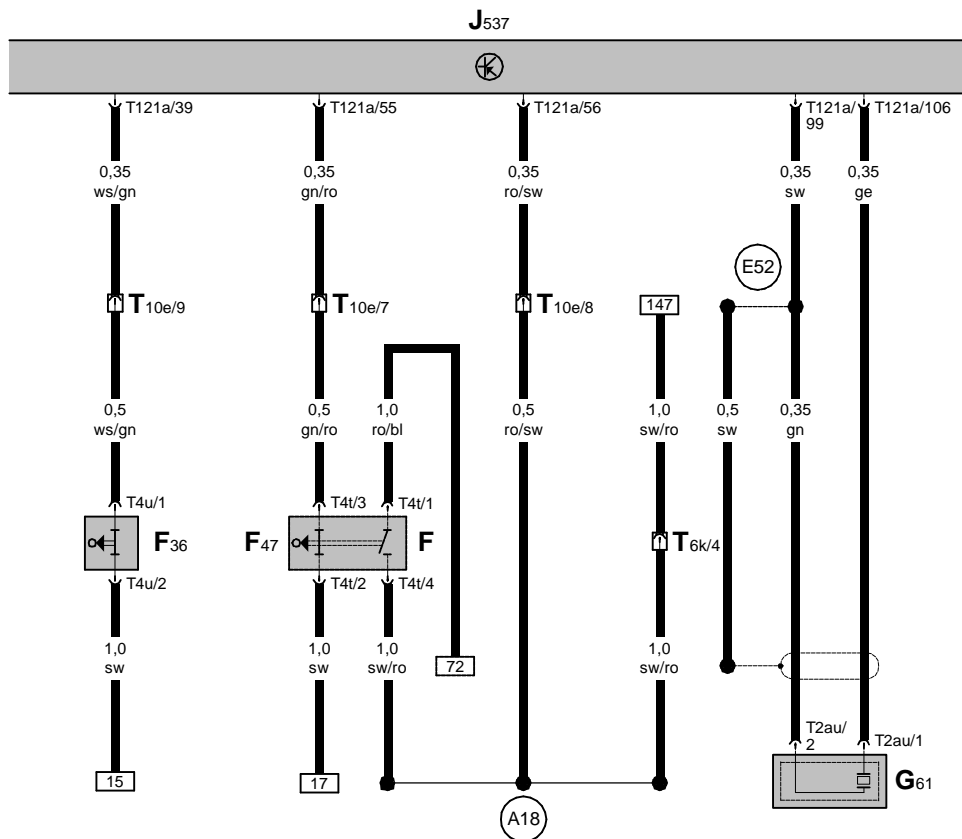 J537
T121a/39 T121a/55 T121a/56 T121a/ T121a/106
99
0,35 0,35 0,35 0,35 0,35
ws/gn gn/ro ro/sw sw ge
E52
T10e/9 T10e/7 T10e/8 147
0,5 0,5 1,0 0,5 1,0 0,5 0,35
ws/gn gn/ro ro/bl ro/sw sw/ro sw gn
T4u/1 T4t/3 T4t/1
F36 F47 F T6k/4
T4u/2 T4t/2 T4t/4
1,0 1,0 1,0 1,0
sw sw sw/ro 72 sw/ro
T2au/ T2au/1
2
15 17 G61
A18